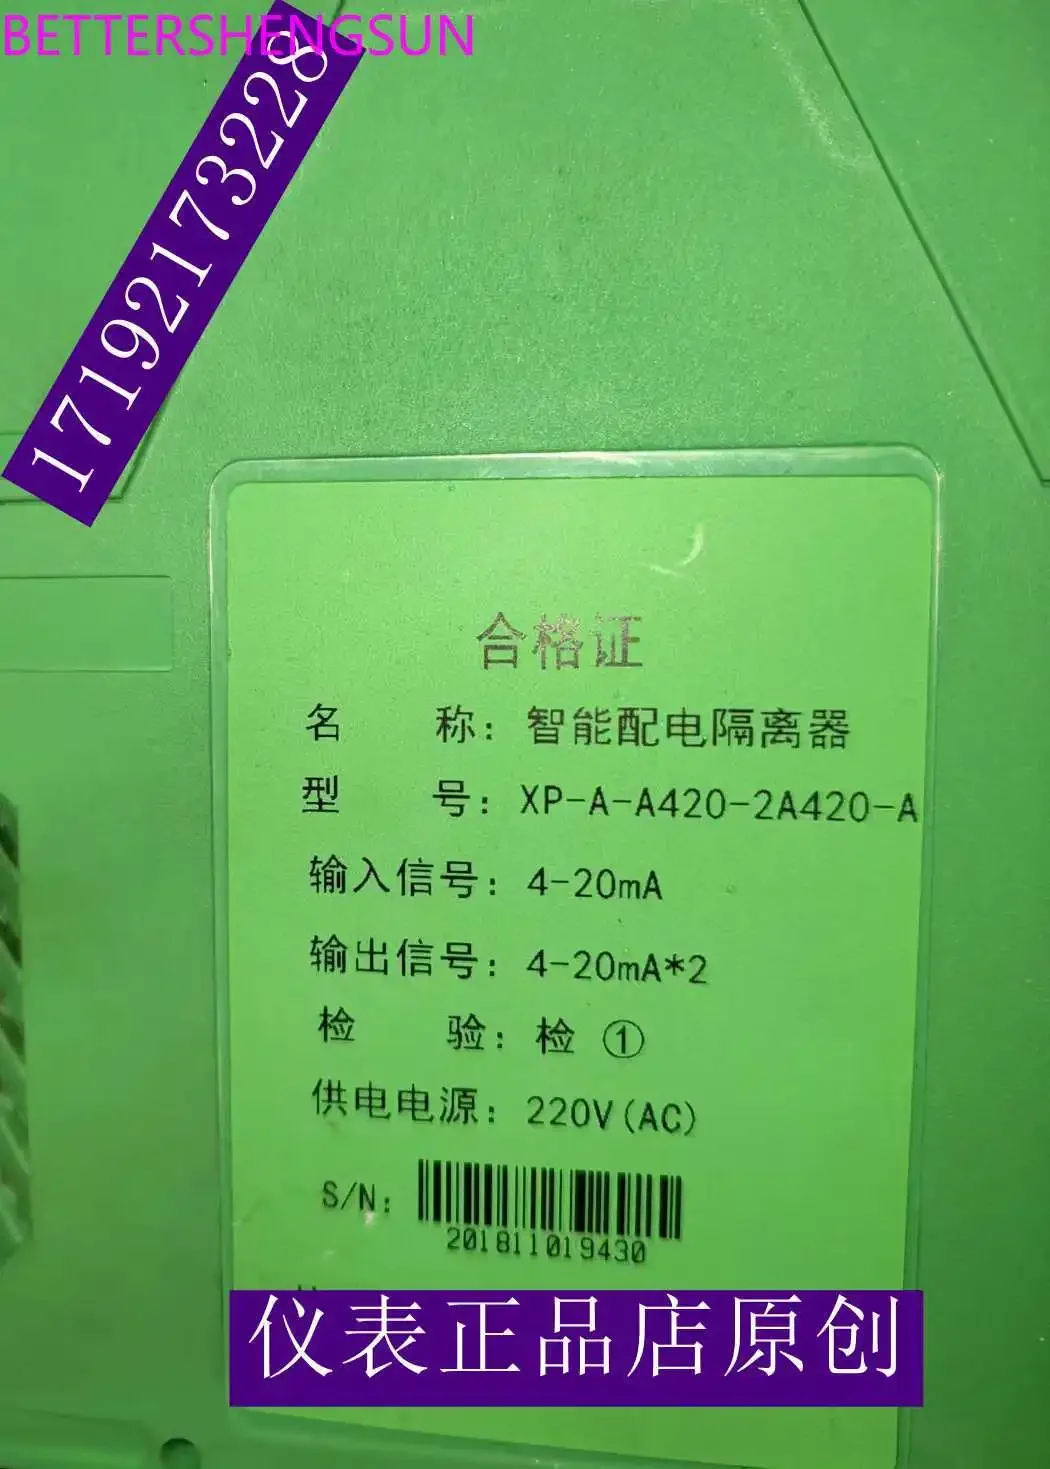 BETTERSHENGSUN
17192173228
合格证
名 称：智能配电隔离器
型 号：XP-A-A420-2A420-A
输入信号：4-20mA
输出信号：4-20mA*2
检 验：检 ①
供电电源：220V(AC)
S/N：
201811019430
仪表正品店原创